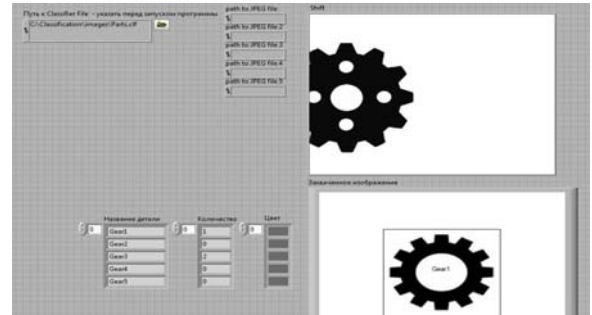 Путь к Classifier File - указать перед запуском программы
C:\Classification\images\Parts.clf
path to JPEG file
path to JPEG file 2
path to JPEG file 3
path to JPEG file 4
path to JPEG file 5
Shift
Захваченное изображение
Gear1
Название детали Количество Цвет
0 Gear1 0 1 0
Gear2 0
Gear3 2
Gear4 0
Gear5 0